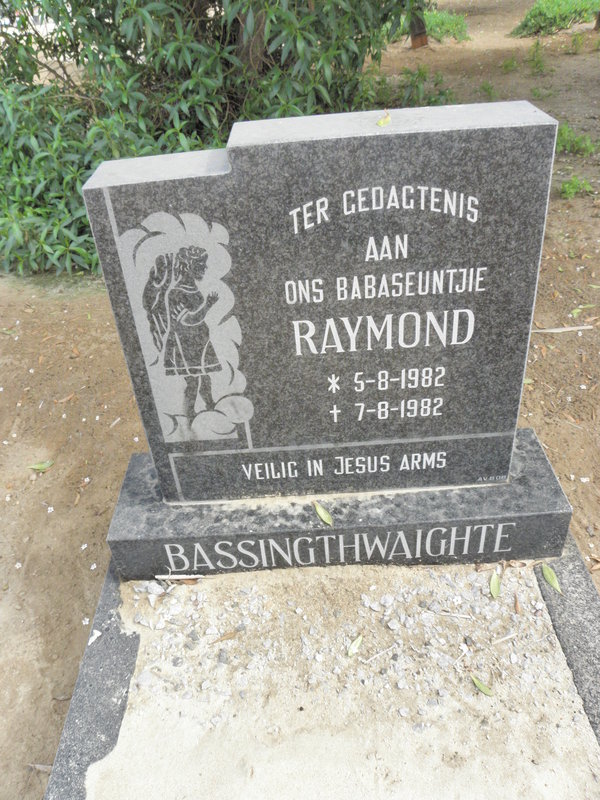 TER GEDAGTENIS
AAN
ONS BABASEUNTJIE
RAYMOND
* 5-8-1982
† 7-8-1982
VEILIG IN JESUS ARMS
BASSINGTHWAIGHTE